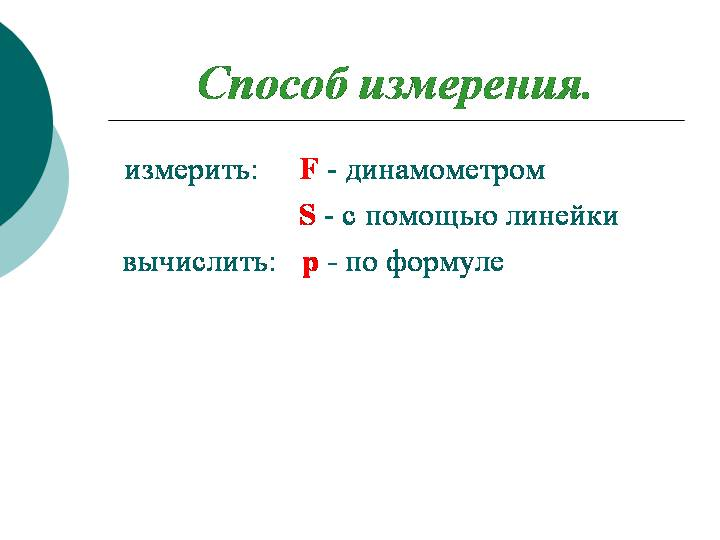 Способ измерения.
измерить: F - динамометром
S - с помощью линейки
вычислить: p - по формуле